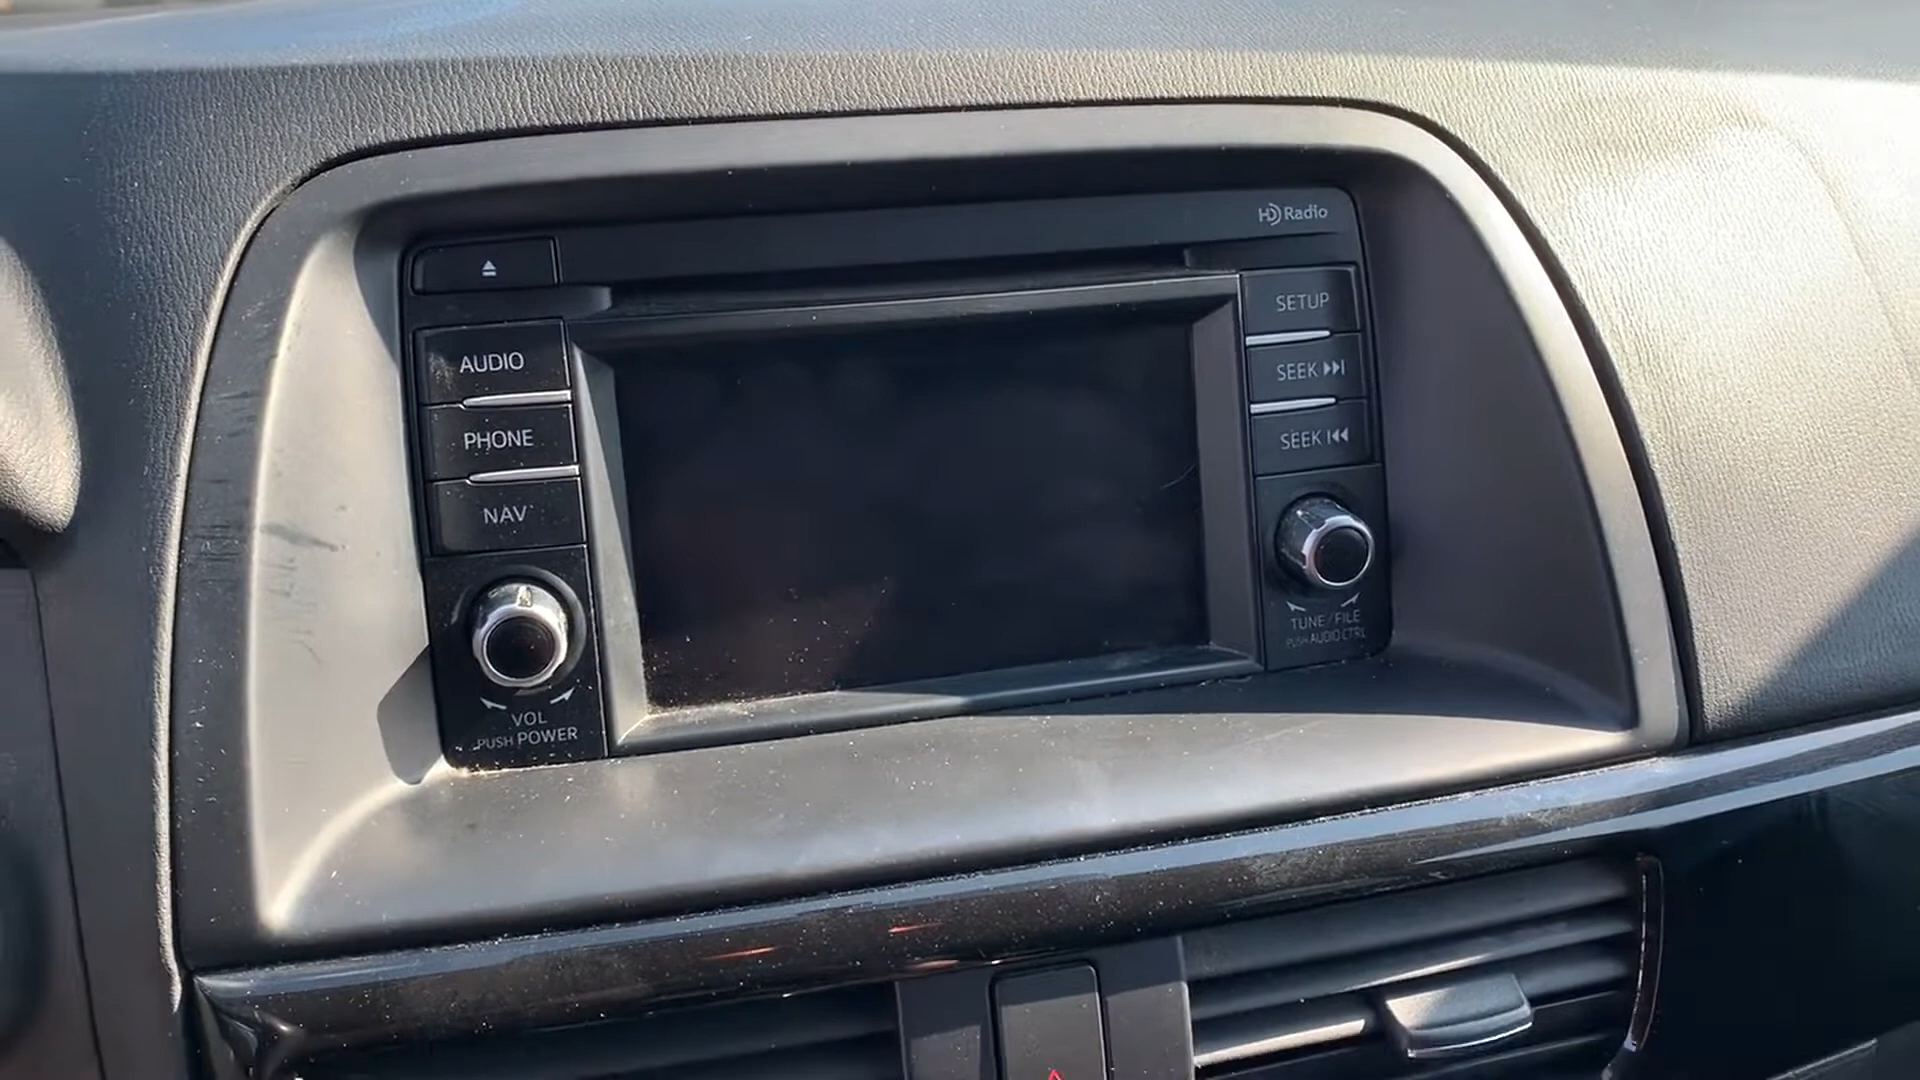 HD Radio
AUDIO
PHONE
NAV
VOL
PUSH POWER
SETUP
SEEK
SEEK
TUNE/FILE
PUSH AUDIO CTRL